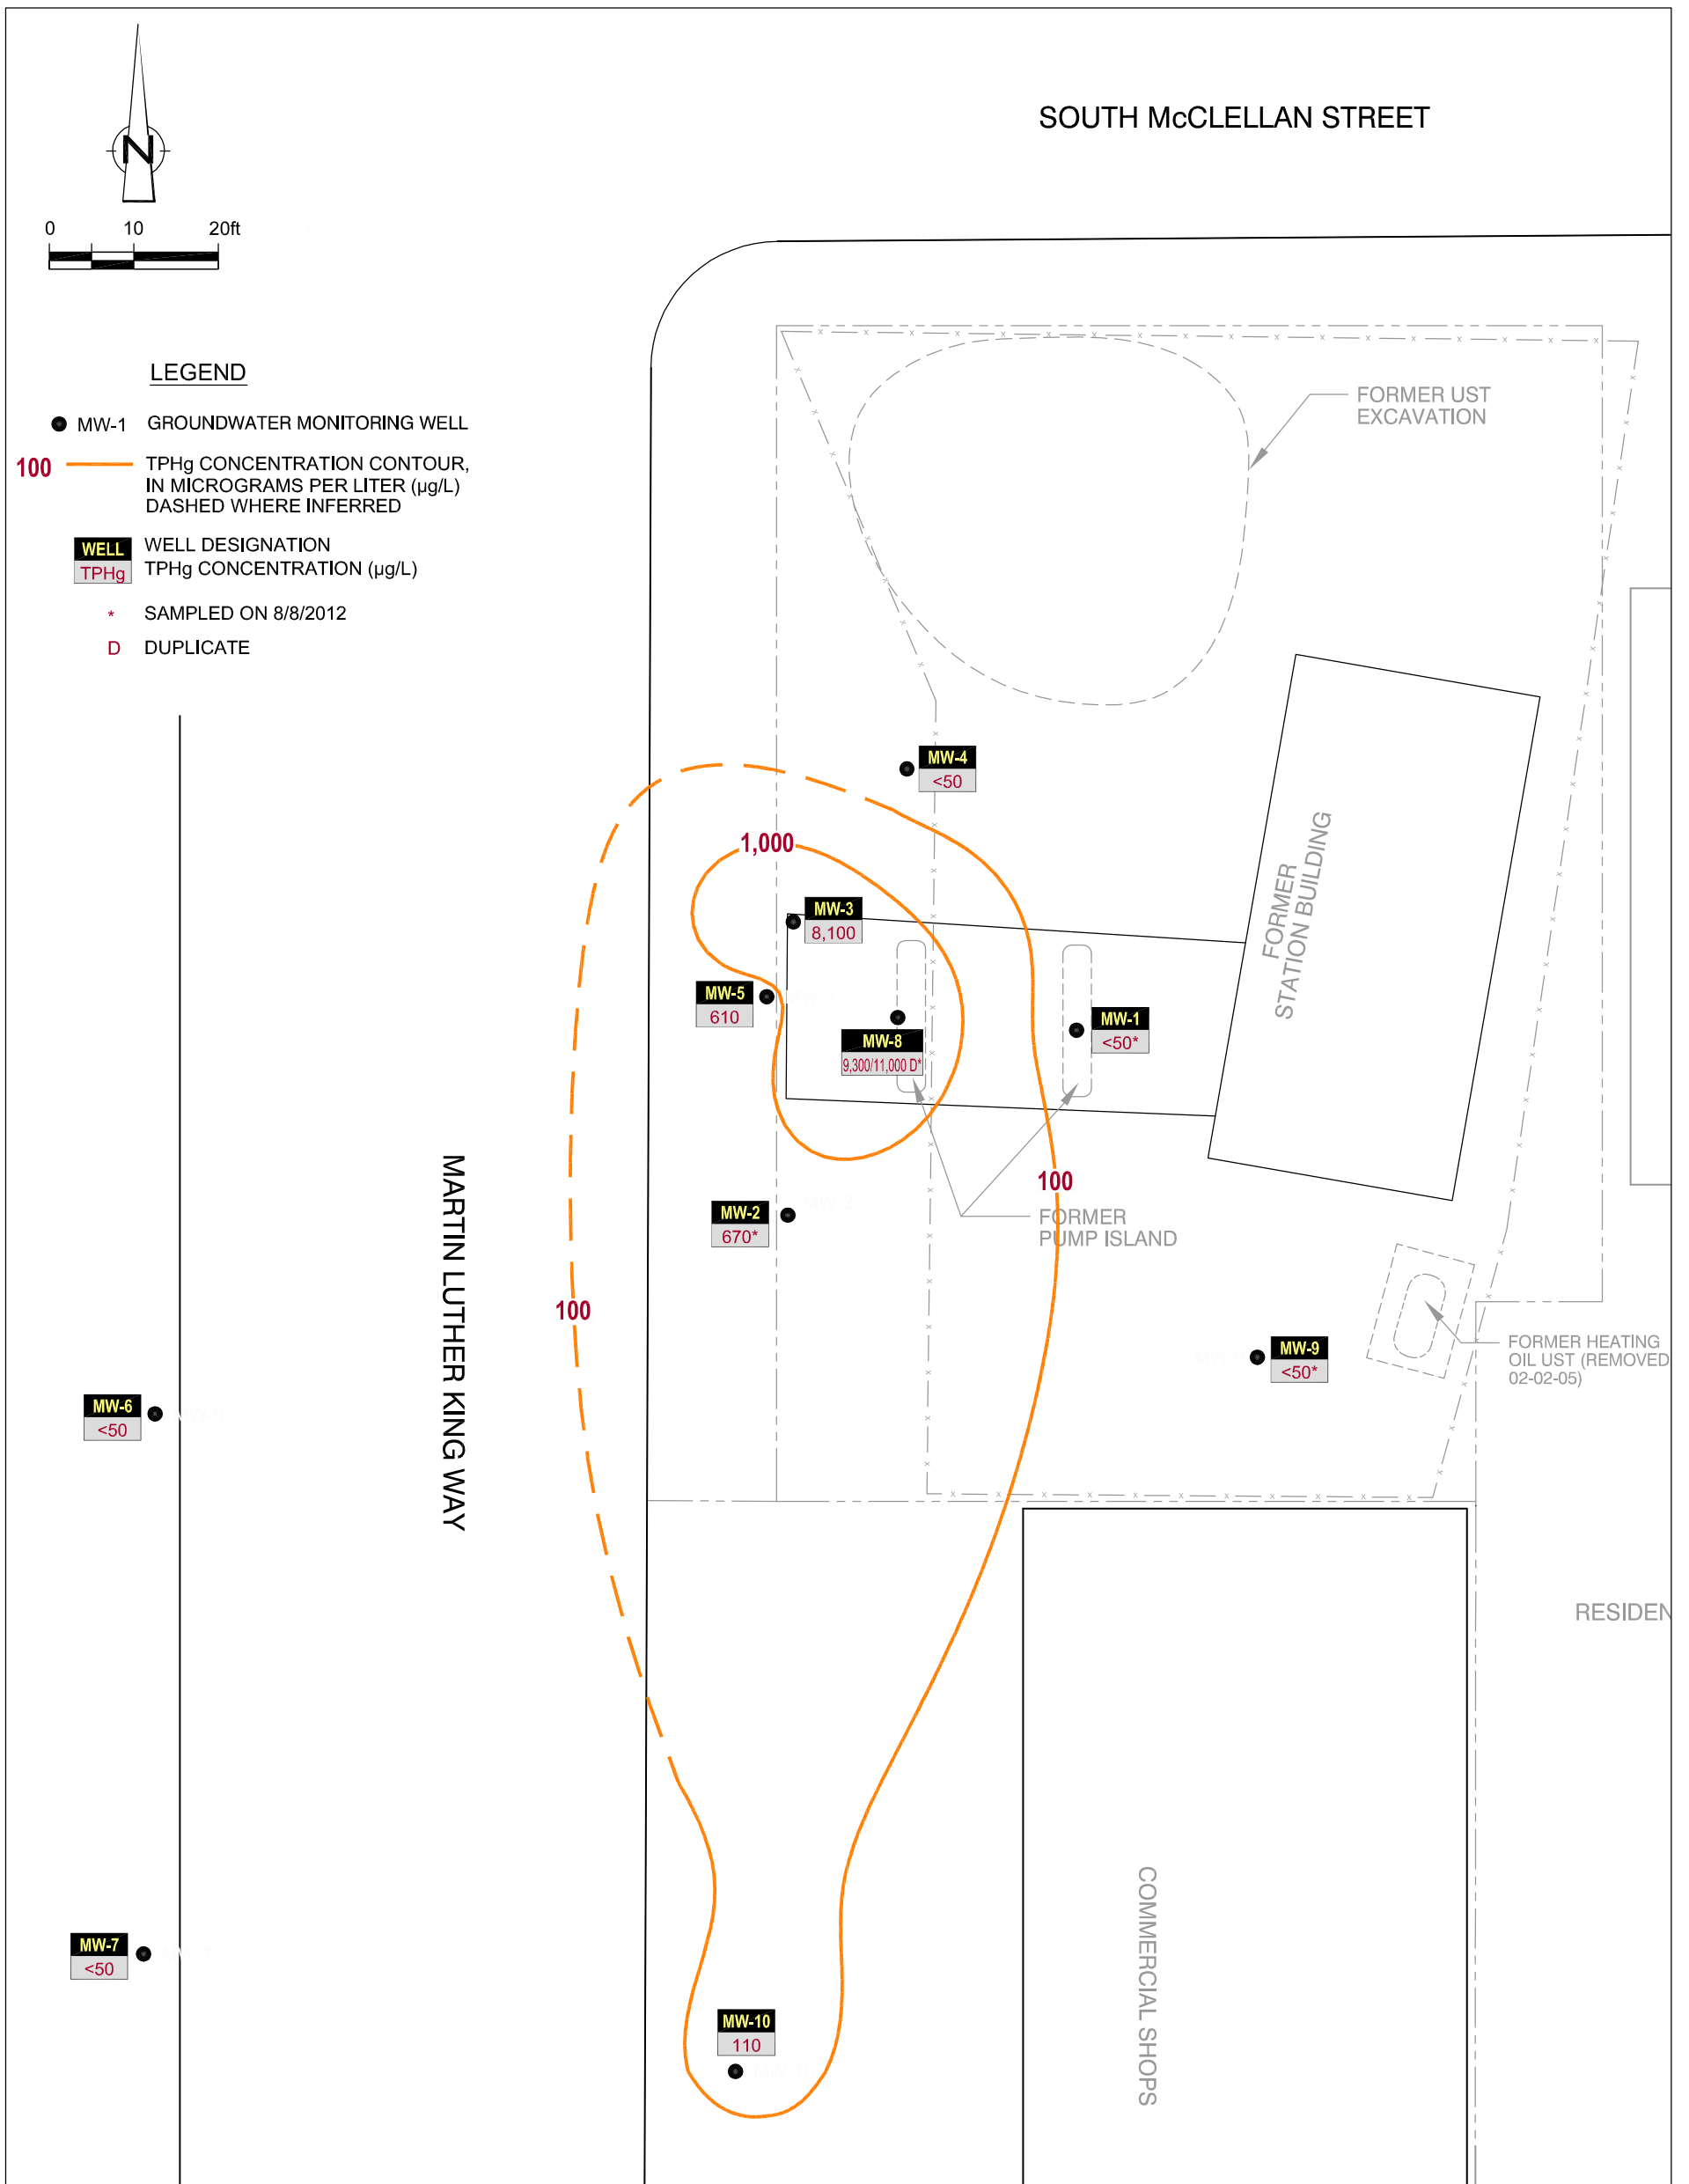 SOUTH McCLELLAN STREET
N
0 10 20ft
LEGEND
MW-1 GROUNDWATER MONITORING WELL
100 TPHg CONCENTRATION CONTOUR,
IN MICROGRAMS PER LITER (µg/L)
DASHED WHERE INFERRED
WELL WELL DESIGNATION
TPHg TPHg CONCENTRATION (µg/L)
* SAMPLED ON 8/8/2012
D DUPLICATE
FORMER UST
EXCAVATION
MW-4
<50
1,000
MW-3
8,100
FORMER
STATION BUILDING
MW-5
610
MW-8
9,300/11,000 D*
MW-1
<50*
100
MW-2
670*
FORMER
PUMP ISLAND
MARTIN LUTHER KING WAY
100
MW-9
<50*
FORMER HEATING
OIL UST (REMOVED
02-02-05)
MW-6
<50
RESIDEN
MW-7
<50
COMMERCIAL SHOPS
MW-10
110